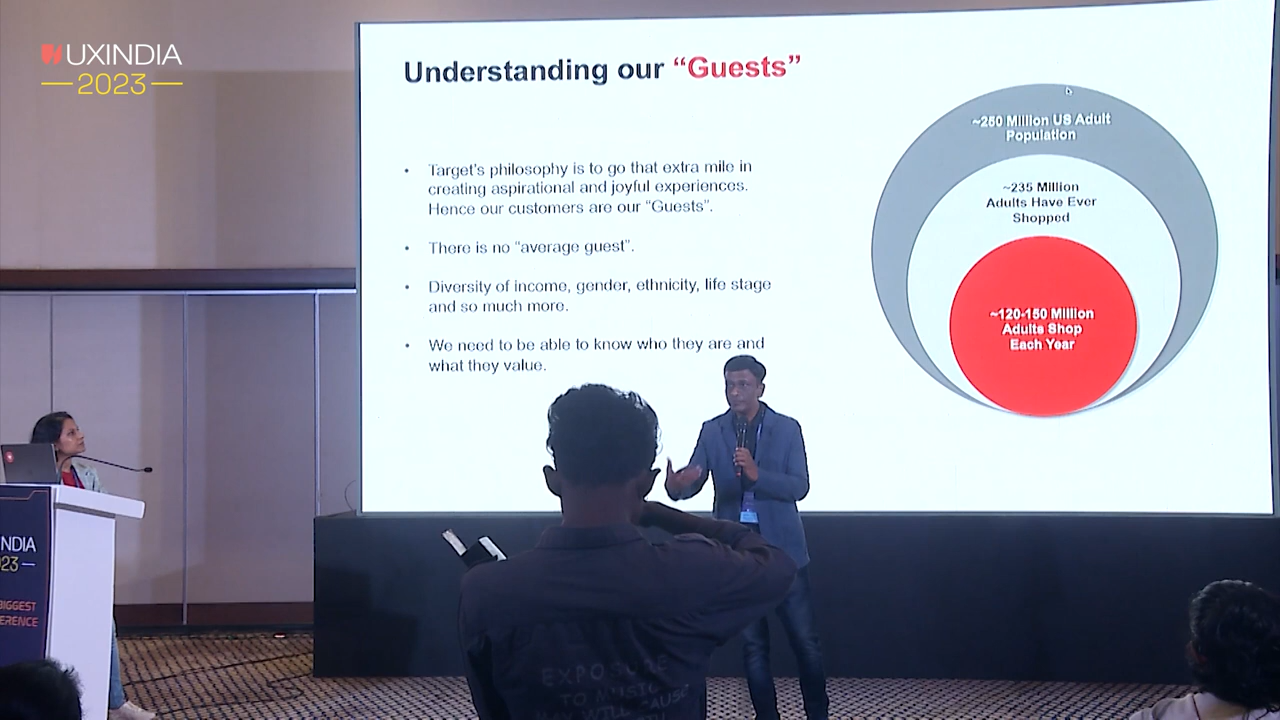 UXINDIA
2023
Understanding our “Guests”
• Target's philosophy is to go that extra mile in
creating aspirational and joyful experiences.
Hence our customers are our “Guests”.
• There is no “average guest”.
• Diversity of income, gender, ethnicity, life stage
and so much more.
• We need to be able to know who they are and
what they value.
~250 Million US Adult
Population
~235 Million
Adults Have Ever
Shopped
~120-150 Million
Adults Shop
Each Year
NDIA
23
BIGGEST
ERENCE
EXPOSURE
TO MUSIC
WILL CAUSE